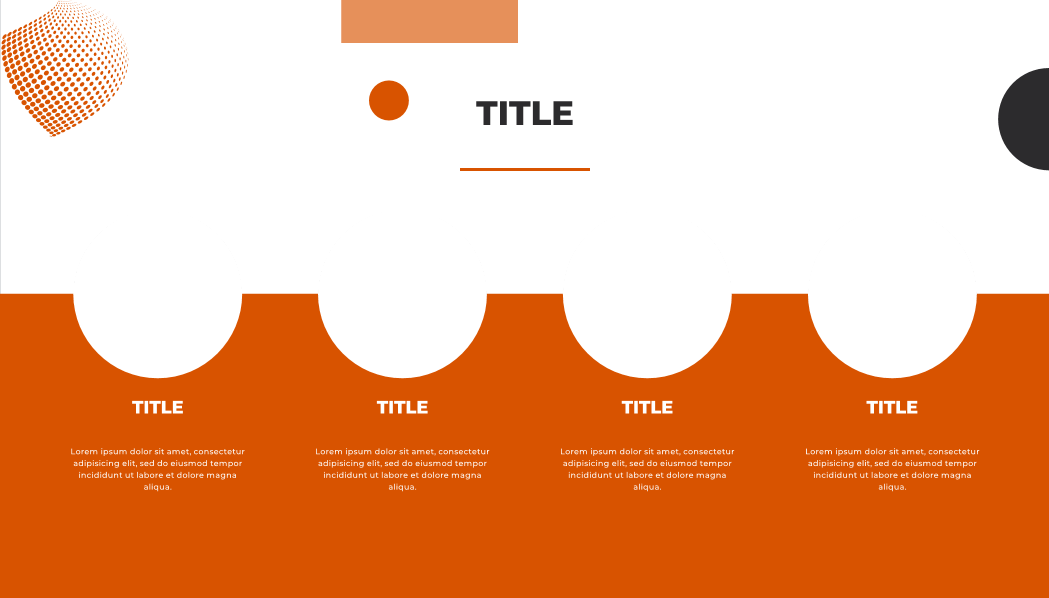 TITLE
TITLE
Lorem ipsum dolor sit amet, consectetur
adipisicing elit, sed do eiusmod tempor
incididunt ut labore et dolore magna
aliqua.
TITLE
Lorem ipsum dolor sit amet, consectetur
adipisicing elit, sed do eiusmod tempor
incididunt ut labore et dolore magna
aliqua.
TITLE
Lorem ipsum dolor sit amet, consectetur
adipisicing elit, sed do eiusmod tempor
incididunt ut labore et dolore magna
aliqua.
TITLE
Lorem ipsum dolor sit amet, consectetur
adipisicing elit, sed do eiusmod tempor
incididunt ut labore et dolore magna
aliqua.